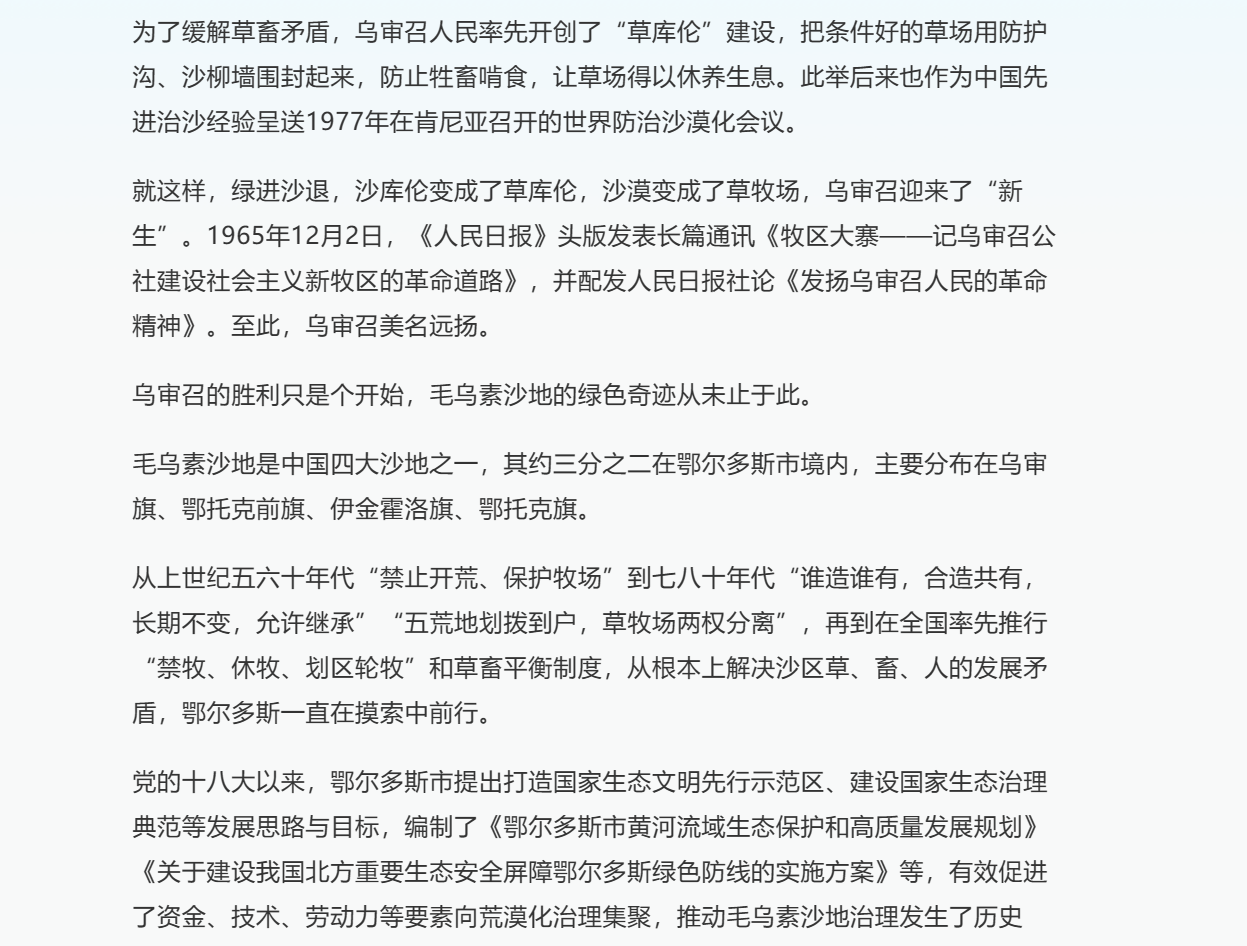 为了缓解草畜矛盾，乌审召人民率先开创了“草库伦”建设，把条件好的草场用防护
沟、沙柳墙围封起来，防止牲畜啃食，让草场得以休养生息。此举后来也作为中国先
进治沙经验呈送1977年在肯尼亚召开的世界防治沙漠化会议。
就这样，绿进沙退，沙库伦变成了草库伦，沙漠变成了草牧场，乌审召迎来了“新
生”。1965年12月2日，《人民日报》头版发表长篇通讯《牧区大寨——记乌审召公
社建设社会主义新牧区的革命道路》，并配发人民日报社论《发扬乌审召人民的革命
精神》。至此，乌审召美名远扬。
乌审召的胜利只是个开始，毛乌素沙地的绿色奇迹从未止于此。
毛乌素沙地是中国四大沙地之一，其约三分之二在鄂尔多斯市境内，主要分布在乌审
旗、鄂托克前旗、伊金霍洛旗、鄂托克旗。
从上世纪五六十年代“禁止开荒、保护牧场”到七八十年代“谁造谁有，合造共有，
长期不变，允许继承”“五荒地划拨到户，草牧场两权分离”，再到在全国率先推行
“禁牧、休牧、划区轮牧”和草畜平衡制度，从根本上解决沙区草、畜、人的发展矛
盾，鄂尔多斯一直在摸索中前行。
党的十八大以来，鄂尔多斯市提出打造国家生态文明先行示范区、建设国家生态治理
典范等发展思路与目标，编制了《鄂尔多斯市黄河流域生态保护和高质量发展规划》
《关于建设我国北方重要生态安全屏障鄂尔多斯绿色防线的实施方案》等，有效促进
了资金、技术、劳动力等要素向荒漠化治理集聚，推动毛乌素沙地治理发生了历史